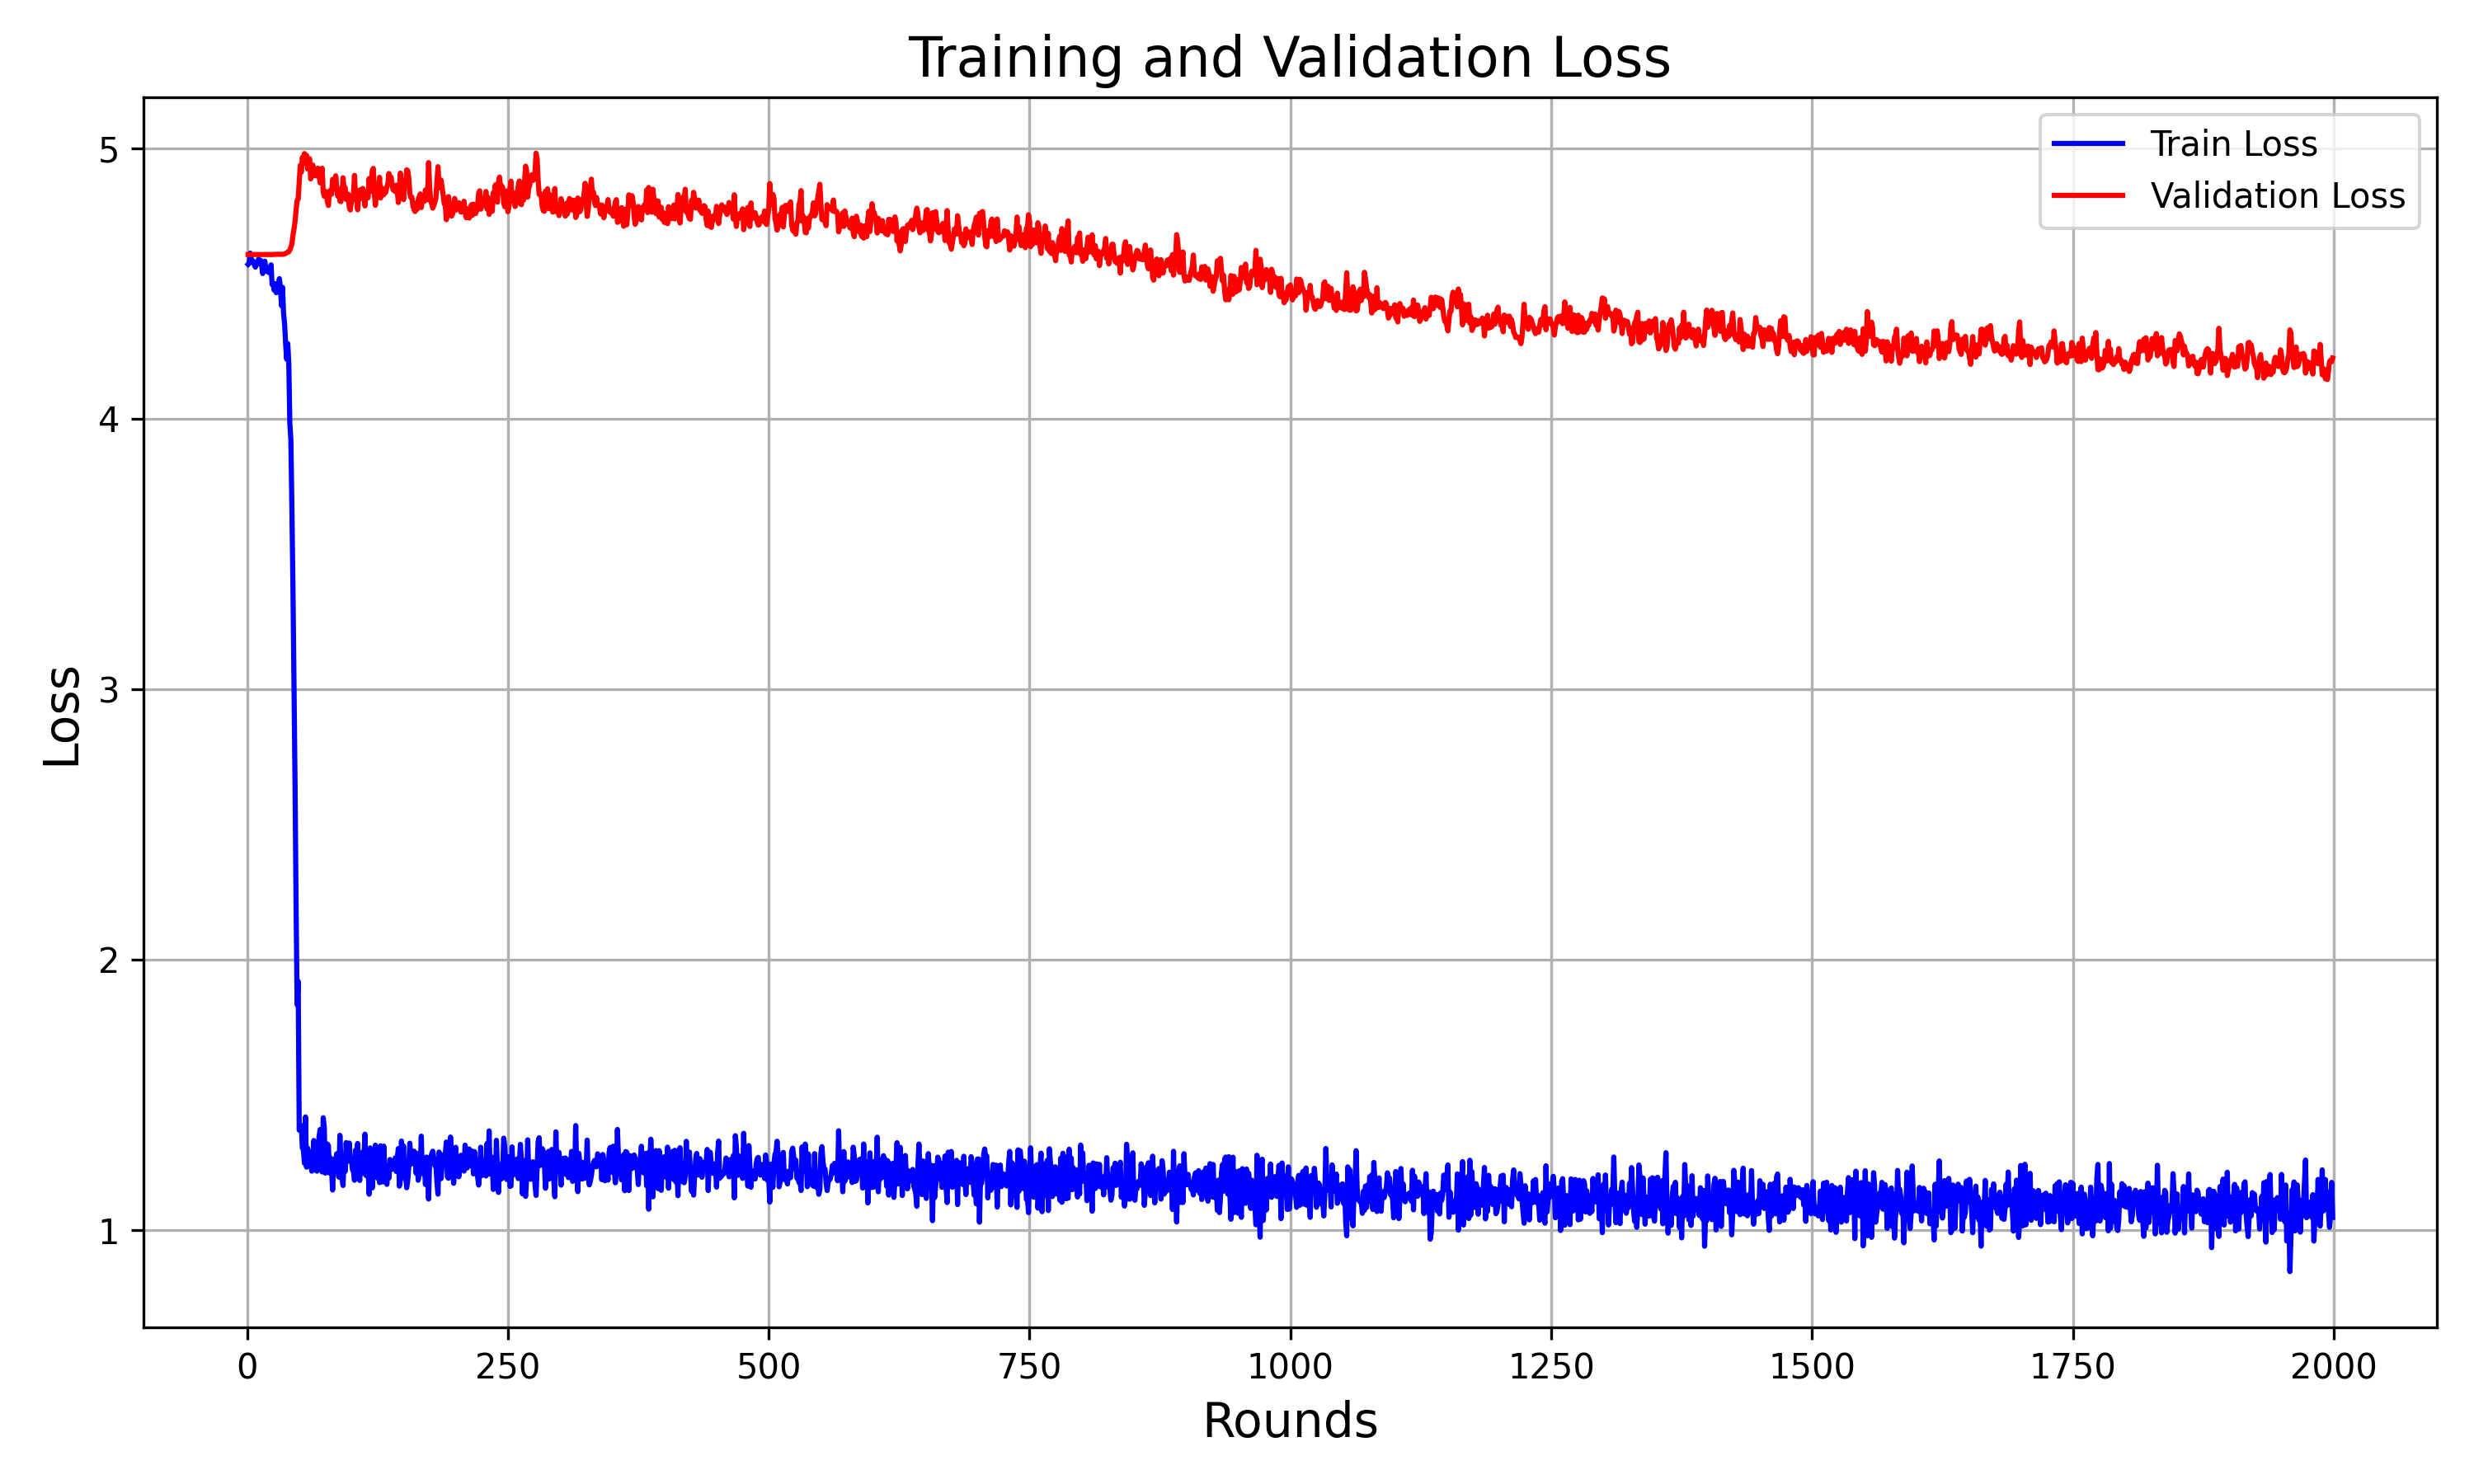 Training and Validation Loss
Train Loss
Validation Loss
5
4
3
2
1
Loss
0 250 500 750 1000 1250 1500 1750 2000
Rounds